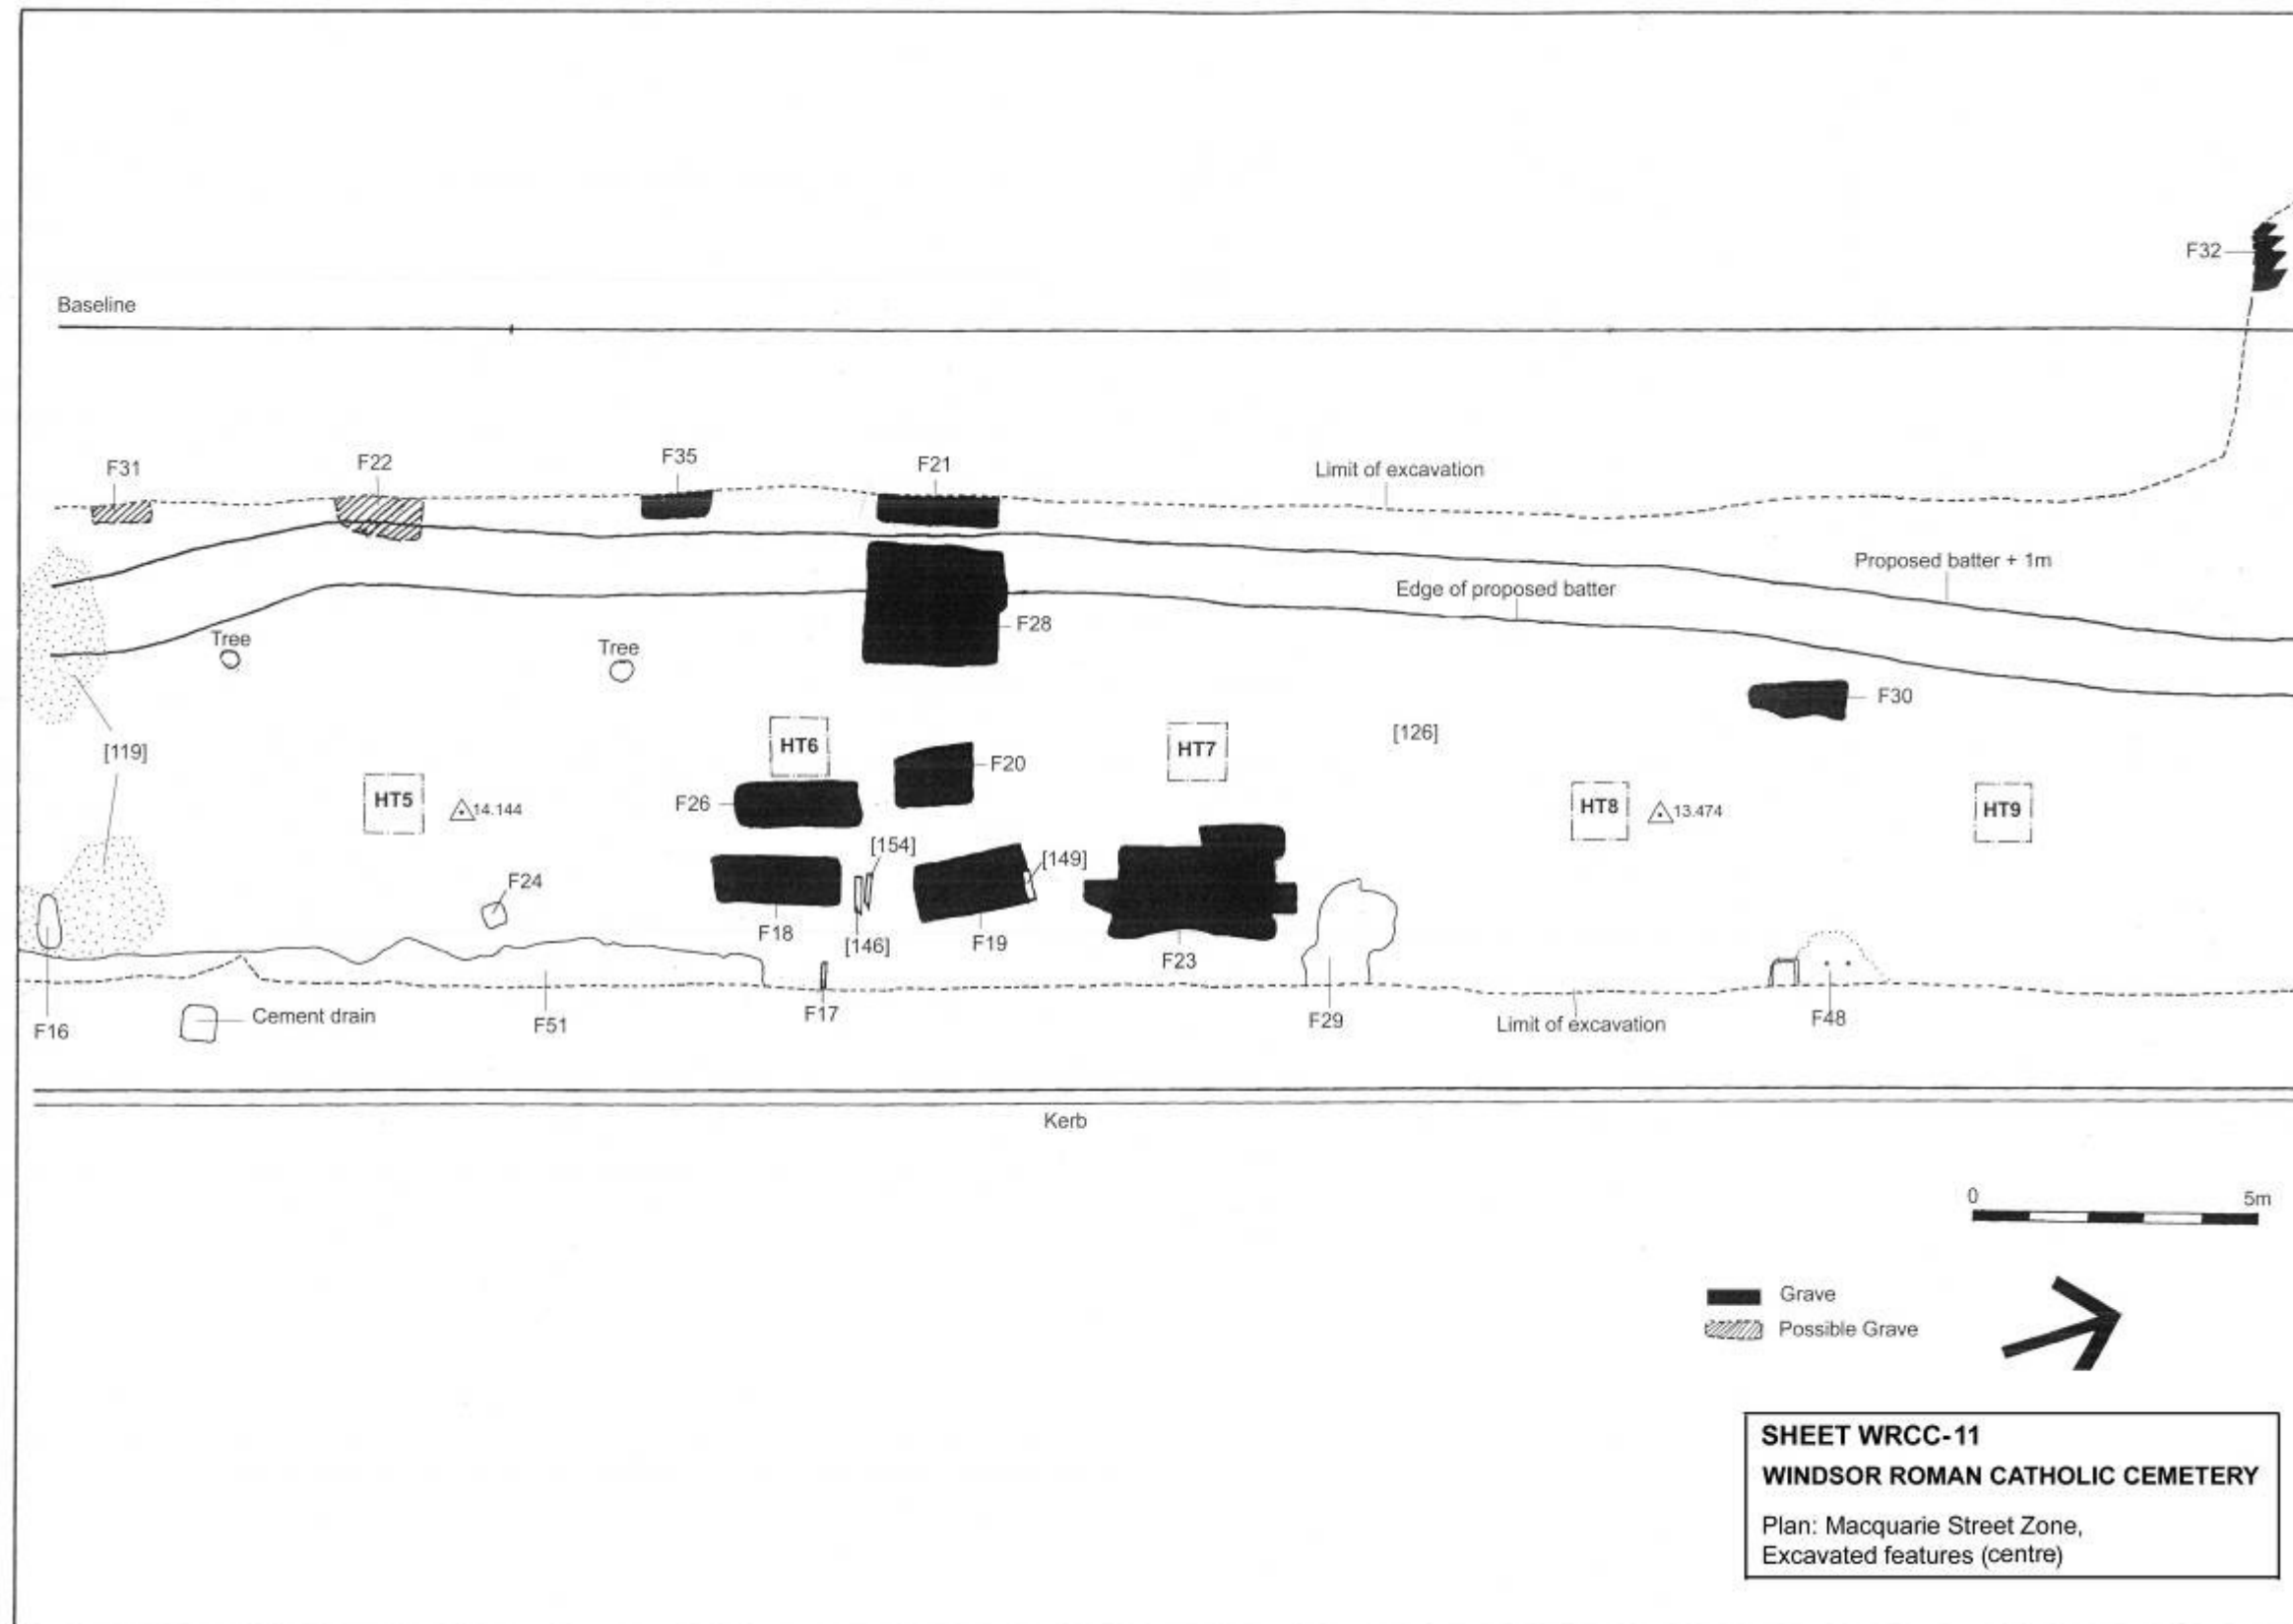 F32
Baseline
F31
F22
F35
F21
Limit of excavation
Proposed batter + 1m
Edge of proposed batter
F28
Tree
Tree
F30
[119]
HT6
HT7
[126]
F20
HT5
14.144
F26
HT8
13.474
HT9
[154]
[149]
F24
F18
[146]
F19
F23
F16
Cement drain
F51
F17
F29
Limit of excavation
F48
Kerb
0 5m
Grave
Possible Grave
SHEET WRCC-11
WINDSOR ROMAN CATHOLIC CEMETERY
Plan: Macquarie Street Zone,
Excavated features (centre)